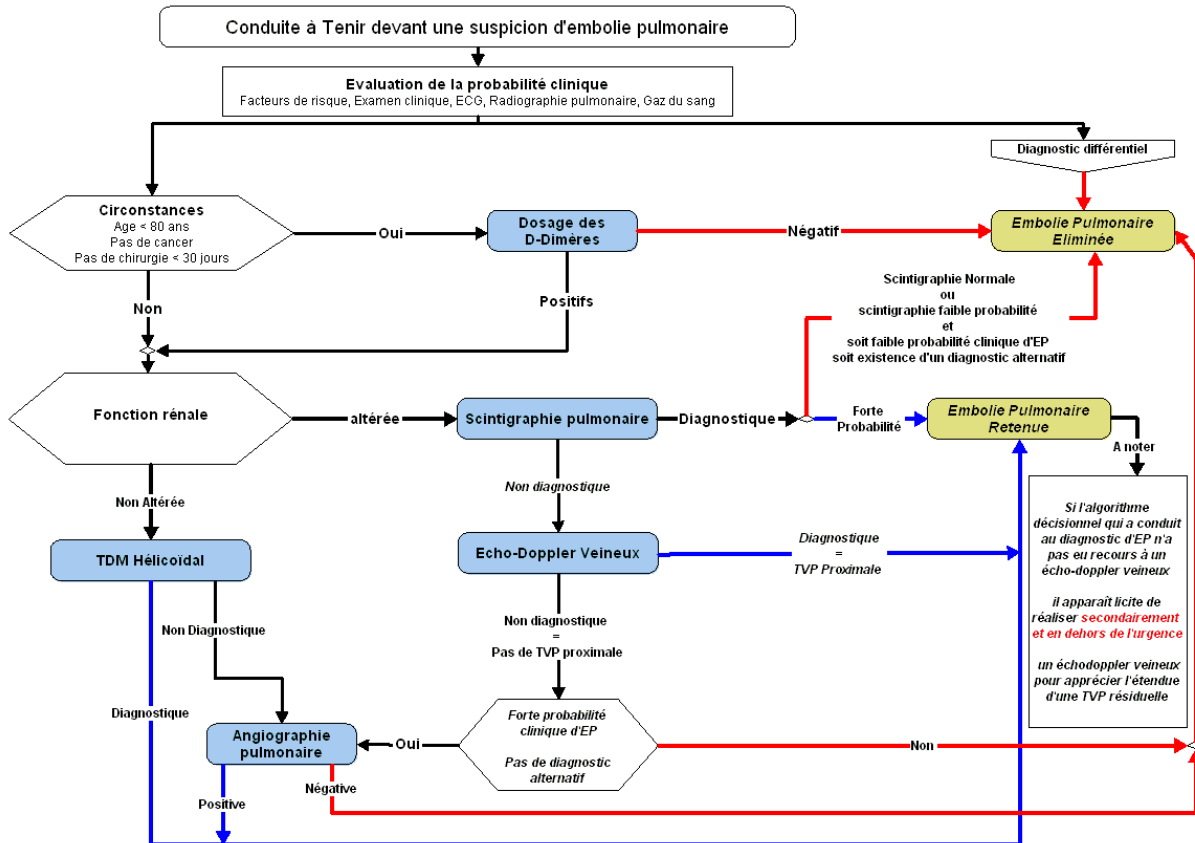 Conduite à Tenir devant une suspicion d'embolie pulmonaire
Evaluation de la probabilité clinique
Facteurs de risque, Examen clinique, ECG, Radiographie pulmonaire, Gaz du sang
Diagnostic différentiel
Circonstances
Age < 80 ans
Pas de cancer
Pas de chirurgie < 30 jours
Oui
Dosage des
D-Dimères
Négatif
Embolie Pulmonaire
Eliminée
Non
Positifs
Scintigraphie Normale
ou
scintigraphie faible probabilité
et
soit faible probabilité clinique d'EP
soit existence d'un diagnostic alternatif
Fonction rénale
altérée
Scintigraphie pulmonaire
Diagnostique
Forte
Probabilité
Embolie Pulmonaire
Retenue
A noter
Non Altérée
Non diagnostique
Si l'algorithme
décisionnel qui a conduit
au diagnostic d'EP n'a
pas eu recours à un
écho-doppler veineux
il apparaît licite de
réaliser secondairement
et en dehors de l'urgence
un échodoppler veineux
pour apprécier l'étendue
d'une TVP résiduelle
TDM Hélicoïdal
Echo-Doppler Veineux
Diagnostique
=
TVP Proximale
Non Diagnostique
Non diagnostique
=
Pas de TVP proximale
Diagnostique
Angiographie
pulmonaire
Oui
Forte probabilité
clinique d'EP
Pas de diagnostic
alternatif
Non
Positive
Négative